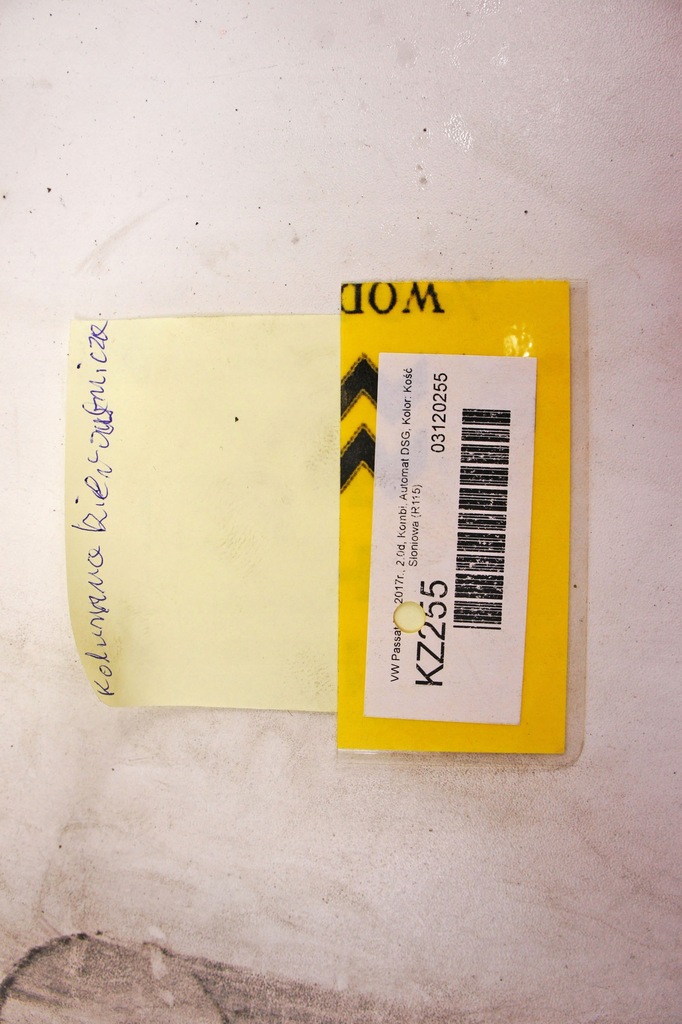 kolumna kierownicza
WOD
VW Passat 2017r., 2.0d, Kombi, Automat DSG, Kolor: Kość
Słoniowa (R115)
03120255
KZ255